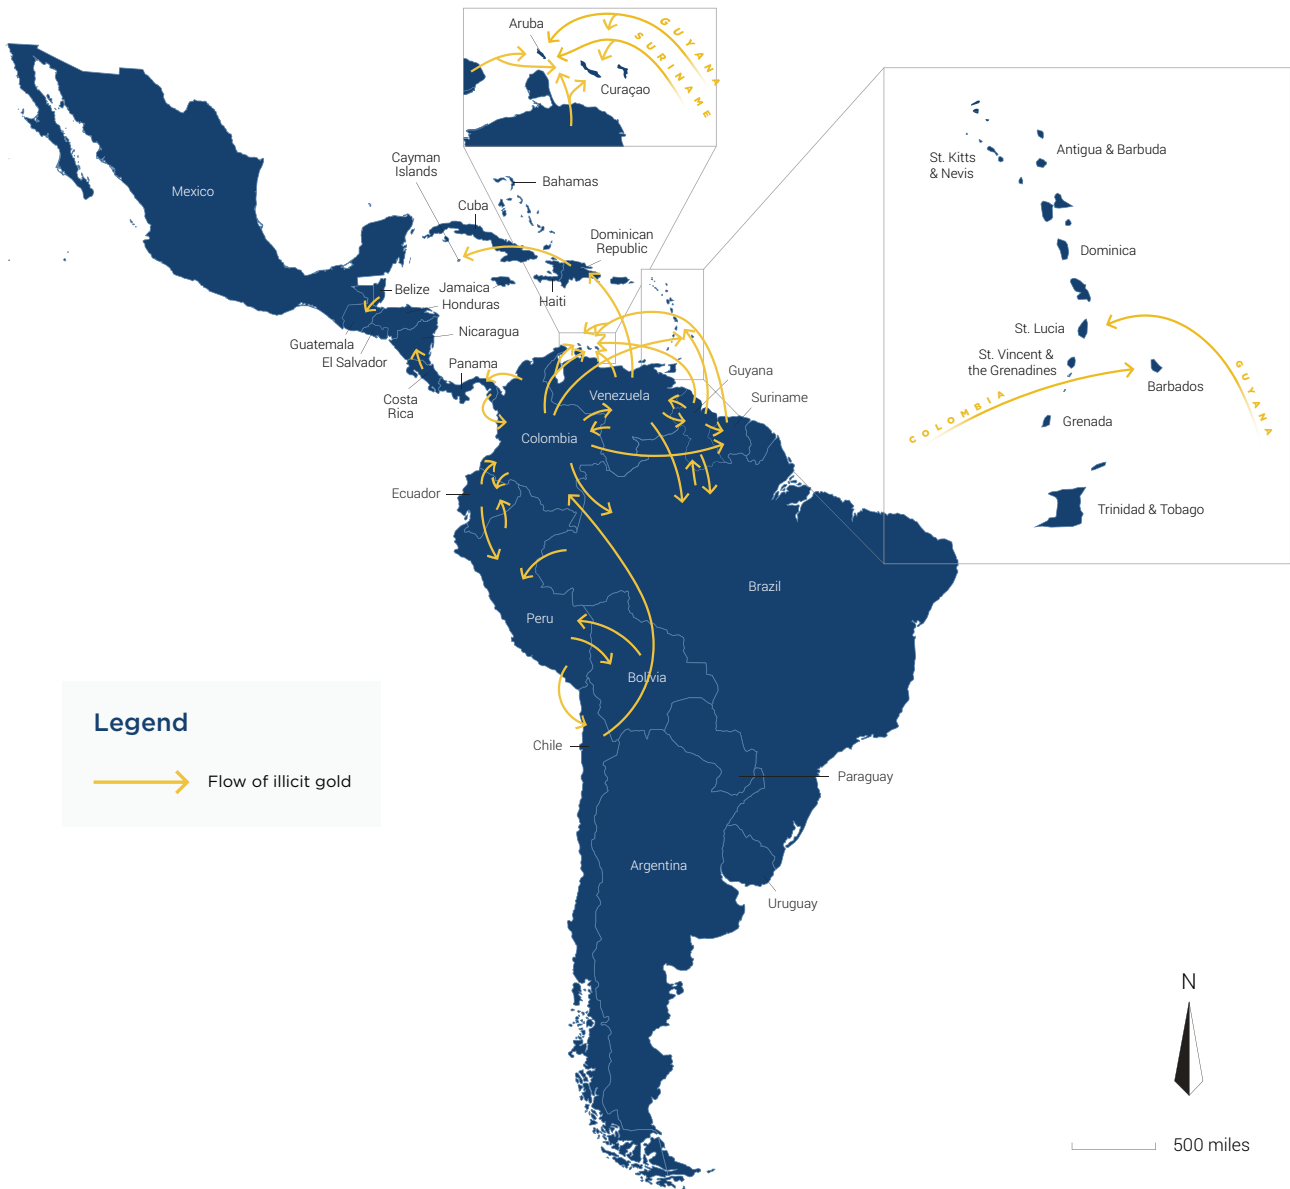 Aruba
GUYANA
SURINAME
Curaçao
Mexico
Cayman
Islands
Bahamas
Cuba
Dominican
Republic
Belize
Jamaica
Honduras
Haiti
Guatemala
Nicaragua
El Salvador
Panama
Costa
Rica
Venezuela
Guyana
Suriname
Colombia
Ecuador
Brazil
Peru
Bolivia
Chile
Paraguay
Argentina
Uruguay
St. Kitts
& Nevis
Antigua & Barbuda
Dominica
St. Lucia
St. Vincent &
the Grenadines
Barbados
COLOMBIA
GUYANA
Grenada
Trinidad & Tobago
Legend
Flow of illicit gold
N
500 miles